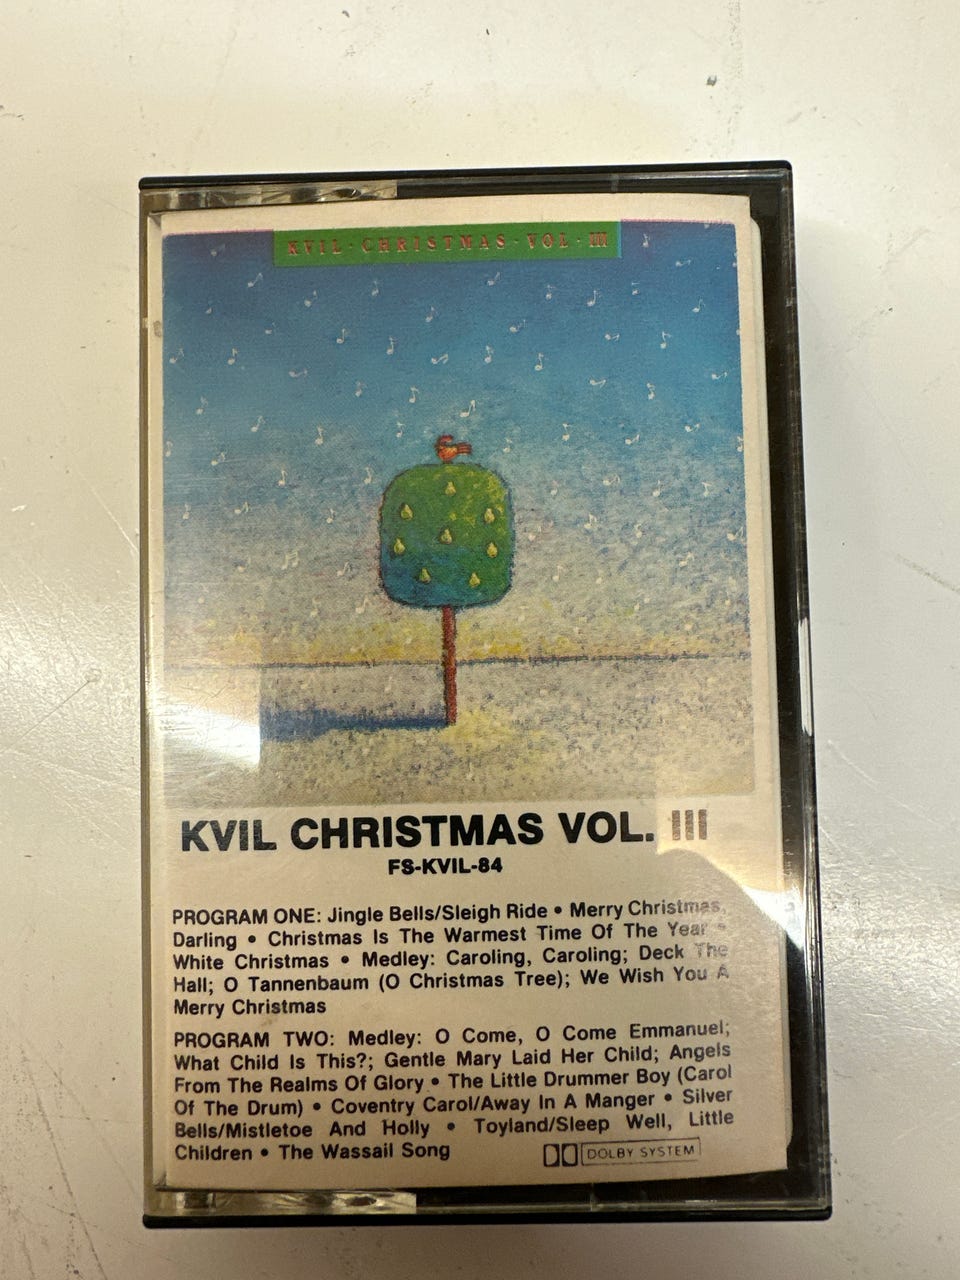 KVIL · CHRISTMAS · VOL · III
KVIL CHRISTMAS VOL. III
FS-KVIL-84
PROGRAM ONE: Jingle Bells/Sleigh Ride • Merry Christmas,
Darling • Christmas Is The Warmest Time Of The Year •
White Christmas • Medley: Caroling, Caroling; Deck The
Hall; O Tannenbaum (O Christmas Tree); We Wish You A
Merry Christmas
PROGRAM TWO: Medley: O Come, O Come Emmanuel;
What Child Is This?; Gentle Mary Laid Her Child; Angels
From The Realms Of Glory • The Little Drummer Boy (Carol
Of The Drum) • Coventry Carol/Away In A Manger • Silver
Bells/Mistletoe And Holly • Toyland/Sleep Well, Little
Children • The Wassail Song
DOLBY SYSTEM